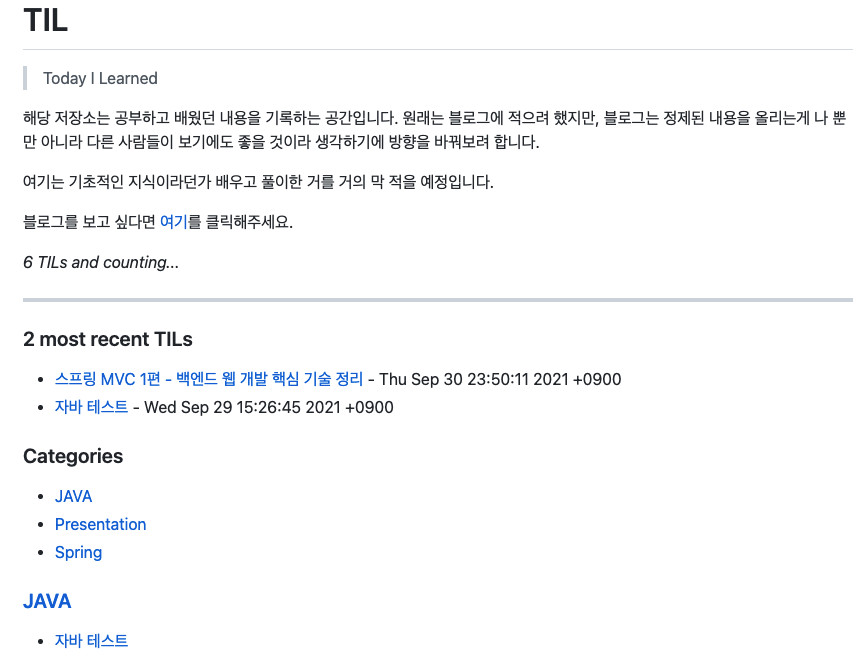 TIL
Today I Learned
해당 저장소는 공부하고 배웠던 내용을 기록하는 공간입니다. 원래는 블로그에 적으려 했지만, 블로그는 정제된 내용을 올리는게 나 뿐
만 아니라 다른 사람들이 보기에도 좋을 것이라 생각하기에 방향을 바꿔보려 합니다.
여기는 기초적인 지식이라던가 배우고 풀이한 거를 거의 막 적을 예정입니다.
블로그를 보고 싶다면 여기를 클릭해주세요.
6 TILs and counting...
2 most recent TILs
스프링 MVC 1편 - 백엔드 웹 개발 핵심 기술 정리 - Thu Sep 30 23:50:11 2021 +0900
자바 테스트 - Wed Sep 29 15:26:45 2021 +0900
Categories
JAVA
Presentation
Spring
JAVA
자바 테스트